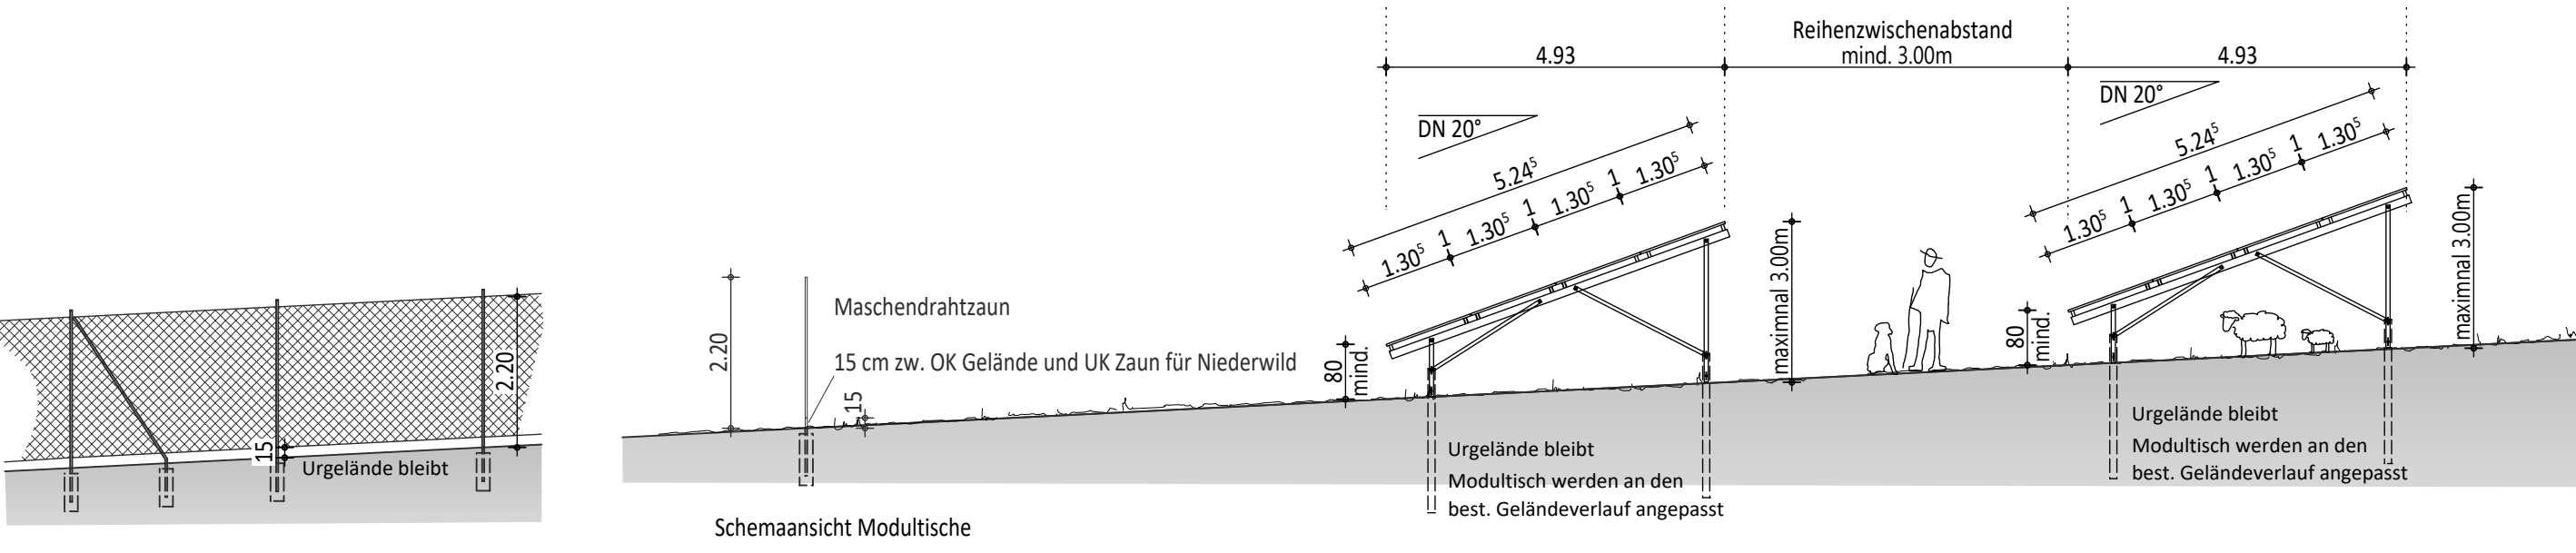 2.20
15
Urgelände bleibt
2.20
Maschendrahtzaun
15 cm zw. OK Gelände und UK Zaun für Niederwild
15
Schemaansicht Modultische
4.93
Reihenzwischenabstand
mind. 3.00m
4.93
DN 20°
5.24⁵
1.30⁵ 1 1.30⁵ 1 1.30⁵ 1 1.30⁵
80
mind.
maximnal 3.00m
Urgelände bleibt
Modultisch werden an den
best. Geländeverlauf angepasst
DN 20°
5.24⁵
1.30⁵ 1 1.30⁵ 1 1.30⁵ 1 1.30⁵
80
mind.
maximnal 3.00m
Urgelände bleibt
Modultisch werden an den
best. Geländeverlauf angepasst